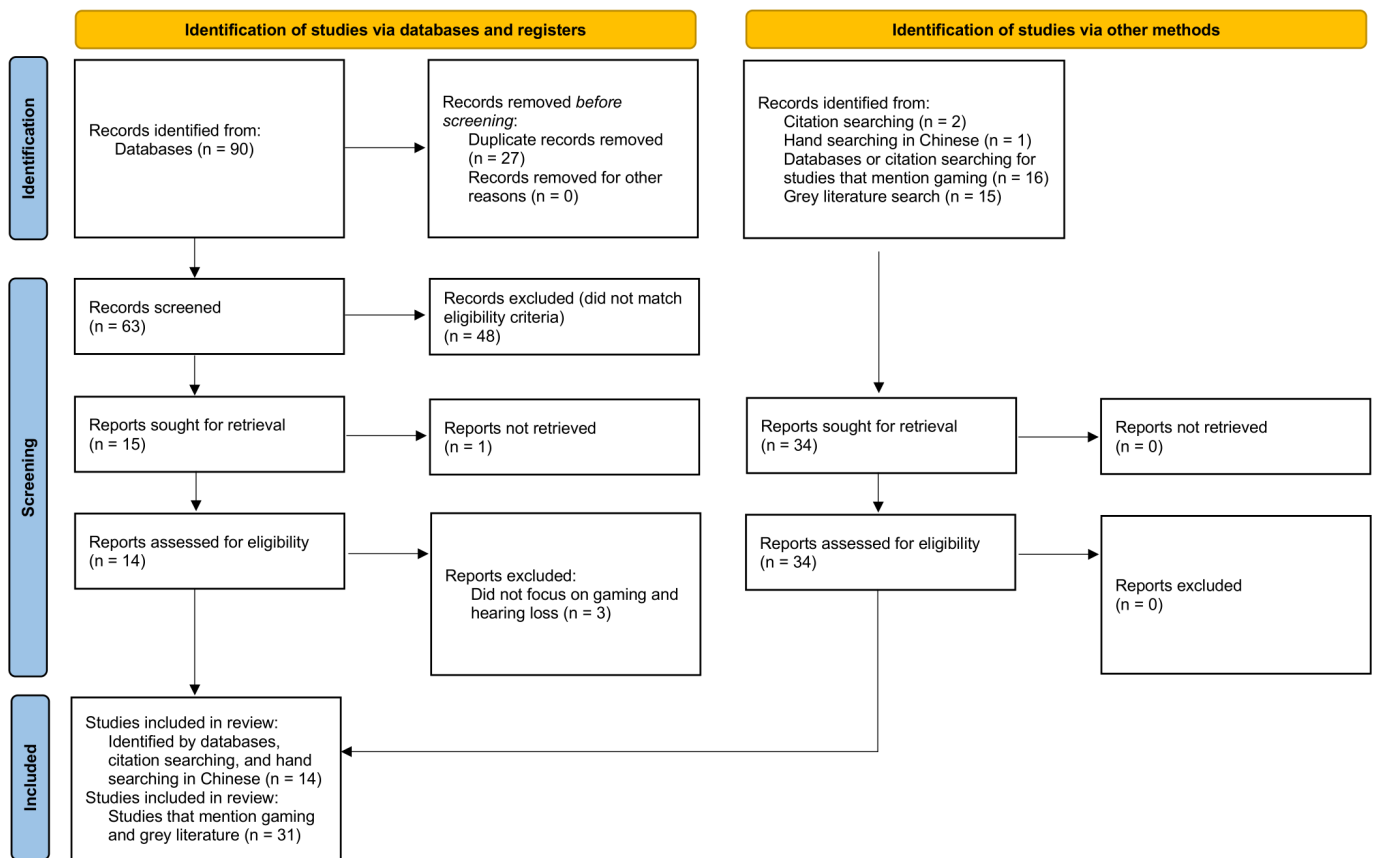 Identification of studies via databases and registers
Identification of studies via other methods
Identification
Records identified from:
Databases (n = 90)
Records removed before
screening:
Duplicate records removed
(n = 27)
Records removed for other
reasons (n = 0)
Records identified from:
Citation searching (n = 2)
Hand searching in Chinese (n = 1)
Databases or citation searching for
studies that mention gaming (n = 16)
Grey literature search (n = 15)
Screening
Records screened
(n = 63)
Records excluded (did not match
eligibility criteria)
(n = 48)
Reports sought for retrieval
(n = 15)
Reports not retrieved
(n = 1)
Reports sought for retrieval
(n = 34)
Reports not retrieved
(n = 0)
Reports assessed for eligibility
(n = 14)
Reports excluded:
Did not focus on gaming and
hearing loss (n = 3)
Reports assessed for eligibility
(n = 34)
Reports excluded
(n = 0)
Included
Studies included in review:
Identified by databases,
citation searching, and hand
searching in Chinese (n = 14)
Studies included in review:
Studies that mention gaming
and grey literature (n = 31)